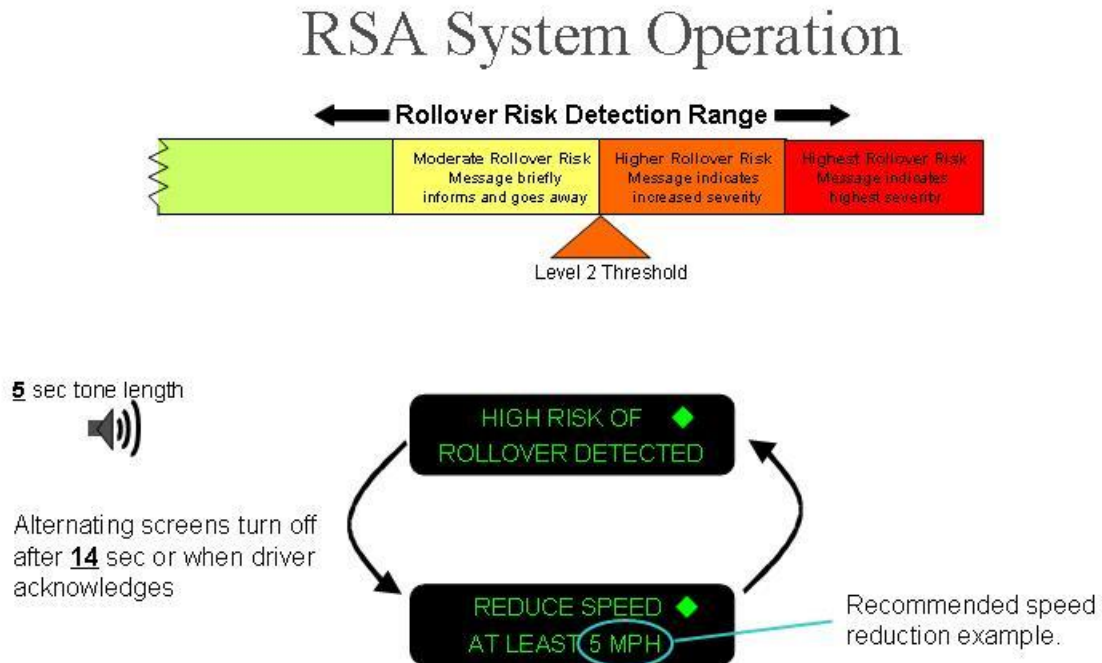 RSA System Operation
Rollover Risk Detection Range
Moderate Rollover Risk
Message briefly
informs and goes away
Higher Rollover Risk
Message indicates
increased severity
Highest Rollover Risk
Message indicates
highest severity
Level 2 Threshold
5 sec tone length
HIGH RISK OF
ROLLOVER DETECTED
Alternating screens turn off
after 14 sec or when driver
acknowledges
REDUCE SPEED
AT LEAST 5 MPH
Recommended speed
reduction example.